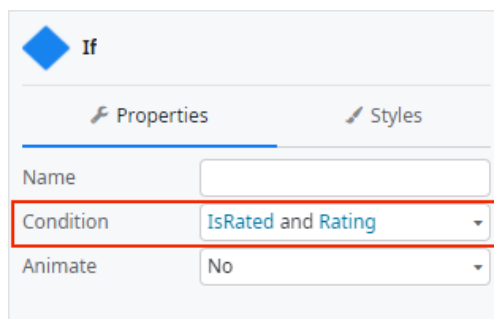 If
Properties Styles
Name
Condition IsRated and Rating
Animate No